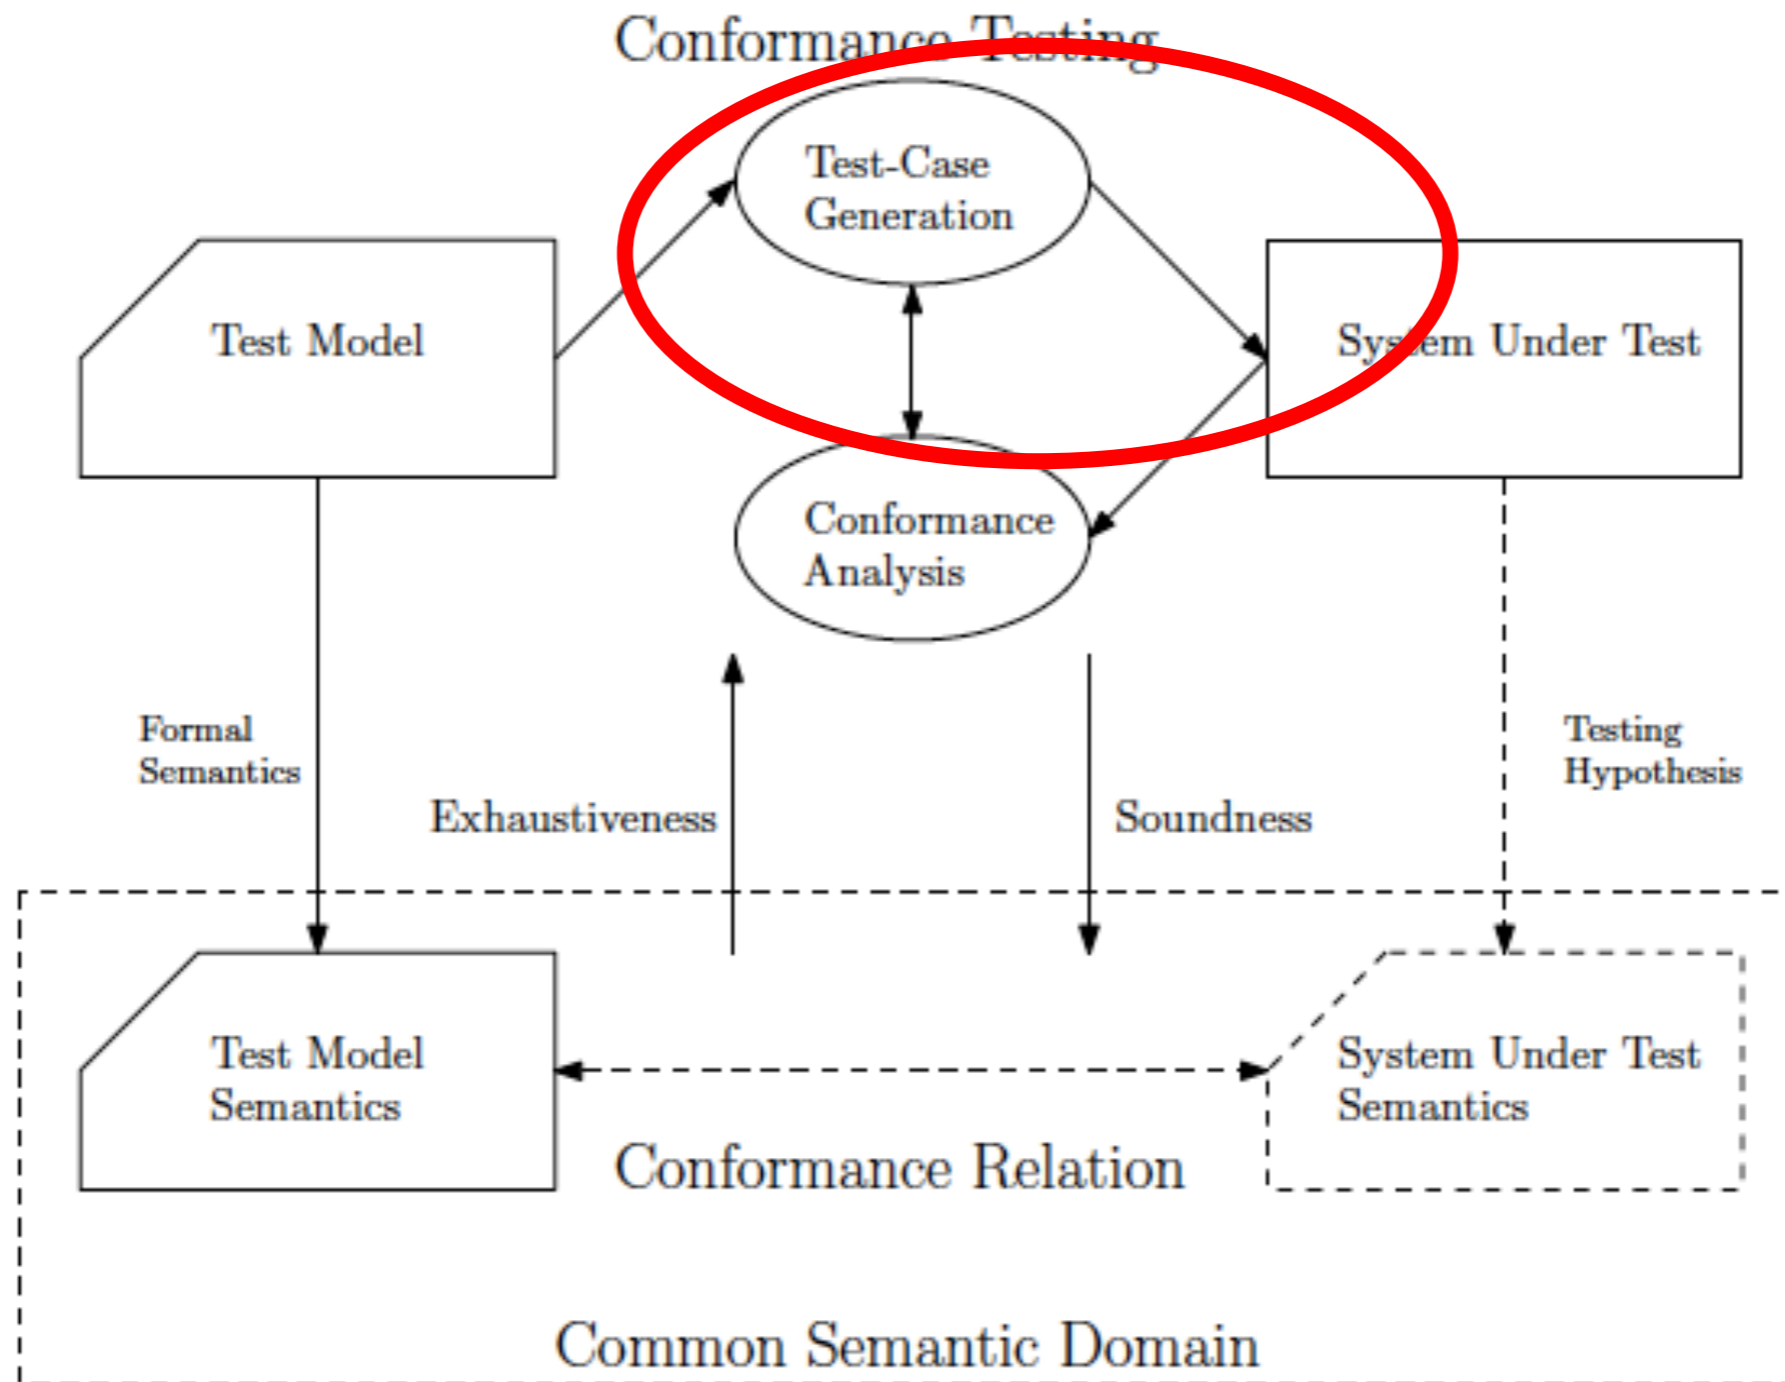 Conformance Testing
Test-Case
Generation
Test Model
System Under Test
Conformance
Analysis
Formal
Semantics
Testing
Hypothesis
Exhaustiveness
Soundness
Test Model
Semantics
System Under Test
Semantics
Conformance Relation
Common Semantic Domain